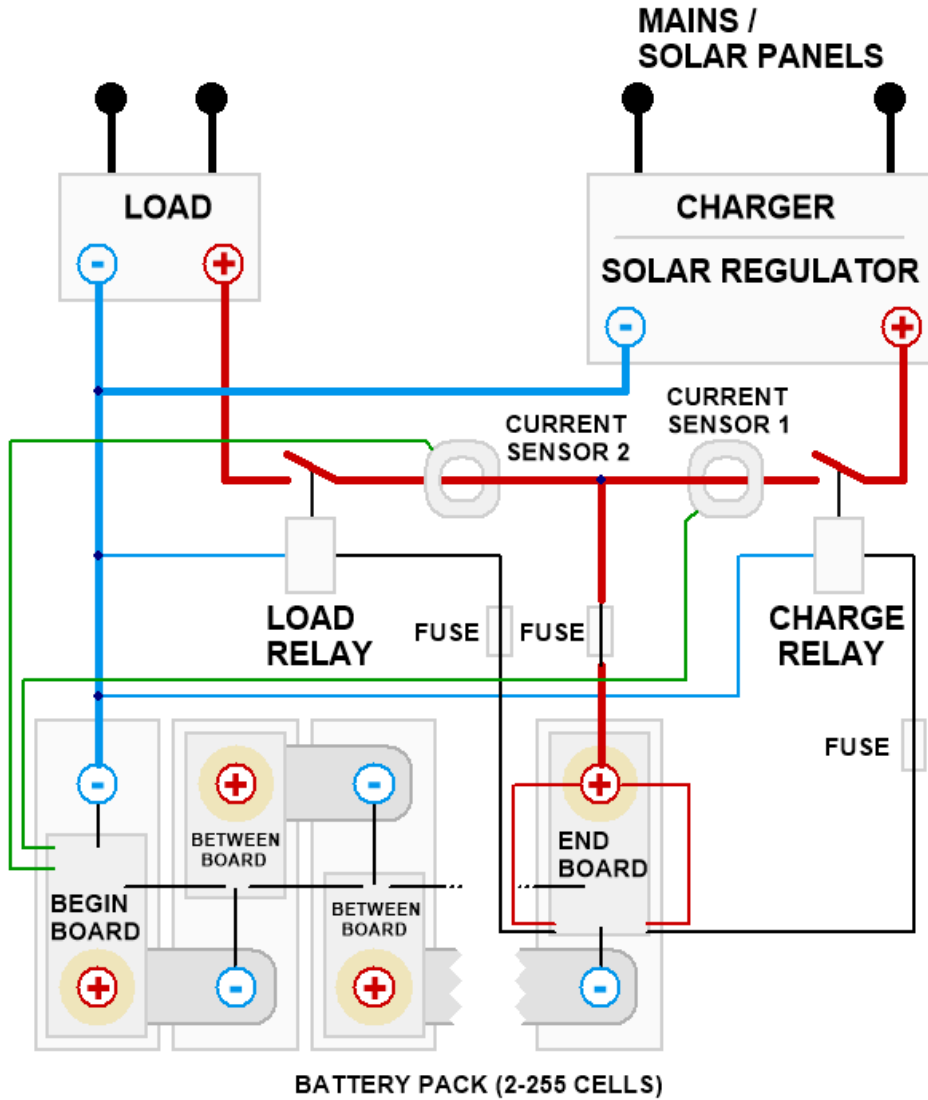 MAINS /
SOLAR PANELS
LOAD
CHARGER
SOLAR REGULATOR
-
+
-
+
CURRENT
SENSOR 2
CURRENT
SENSOR 1
LOAD
RELAY
FUSE
FUSE
CHARGE
RELAY
FUSE
-
+
-
+
BETWEEN
BOARD
END
BOARD
BEGIN
BOARD
BETWEEN
BOARD
+
-
+
-
BATTERY PACK (2-255 CELLS)